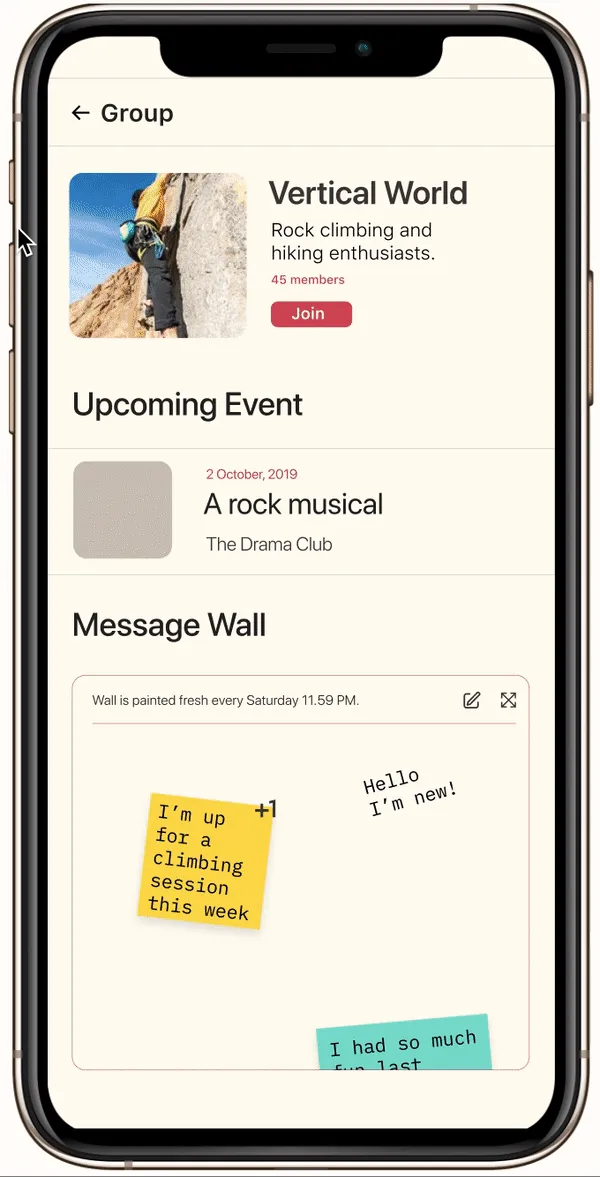 Group
Vertical World
Rock climbing and
hiking enthusiasts.
45 members
Join
Upcoming Event
2 October, 2019
A rock musical
The Drama Club
Message Wall
Wall is painted fresh every Saturday 11.59 PM.
Hello
I'm new!
+1
I'm up
for a
climbing
session
this week
I had so much
fun last